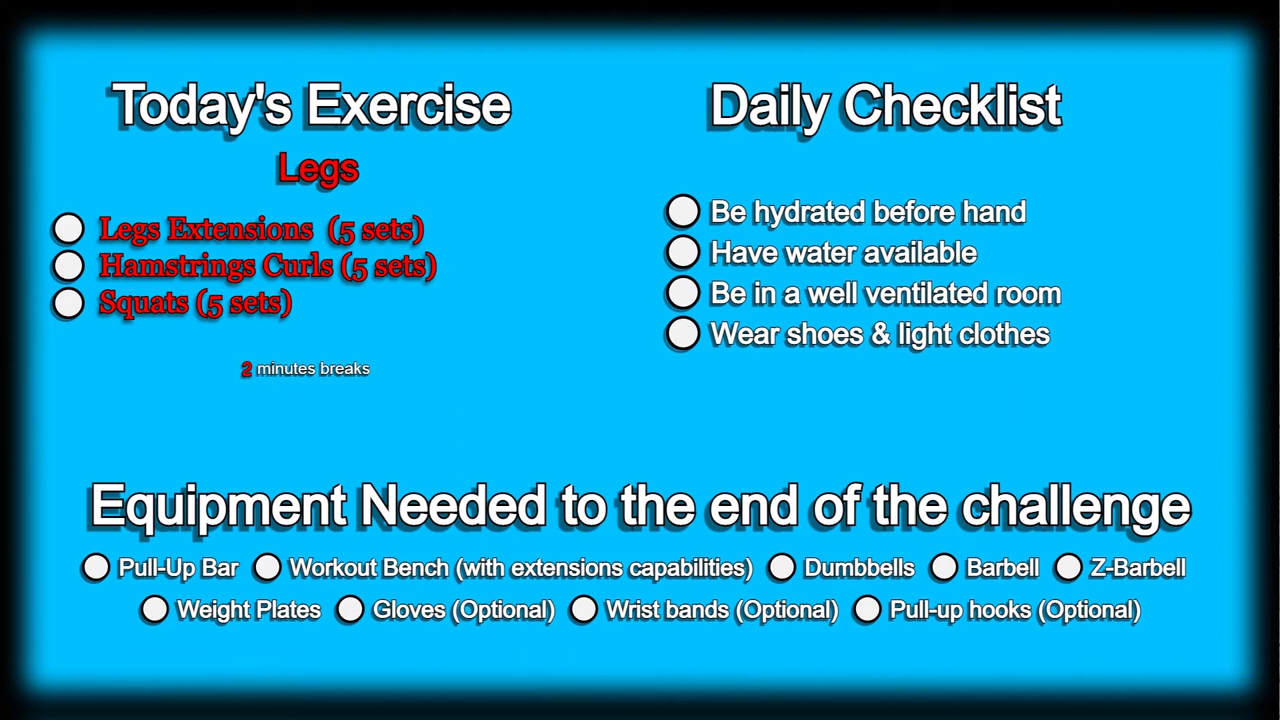 Today's Exercise
Legs
Legs Extensions (5 sets)
Hamstrings Curls (5 sets)
Squats (5 sets)
2 minutes breaks
Daily Checklist
Be hydrated before hand
Have water available
Be in a well ventilated room
Wear shoes & light clothes
Equipment Needed to the end of the challenge
Pull-Up Bar Workout Bench (with extensions capabilities) Dumbbells Barbell Z-Barbell
Weight Plates Gloves (Optional) Wrist bands (Optional) Pull-up hooks (Optional)